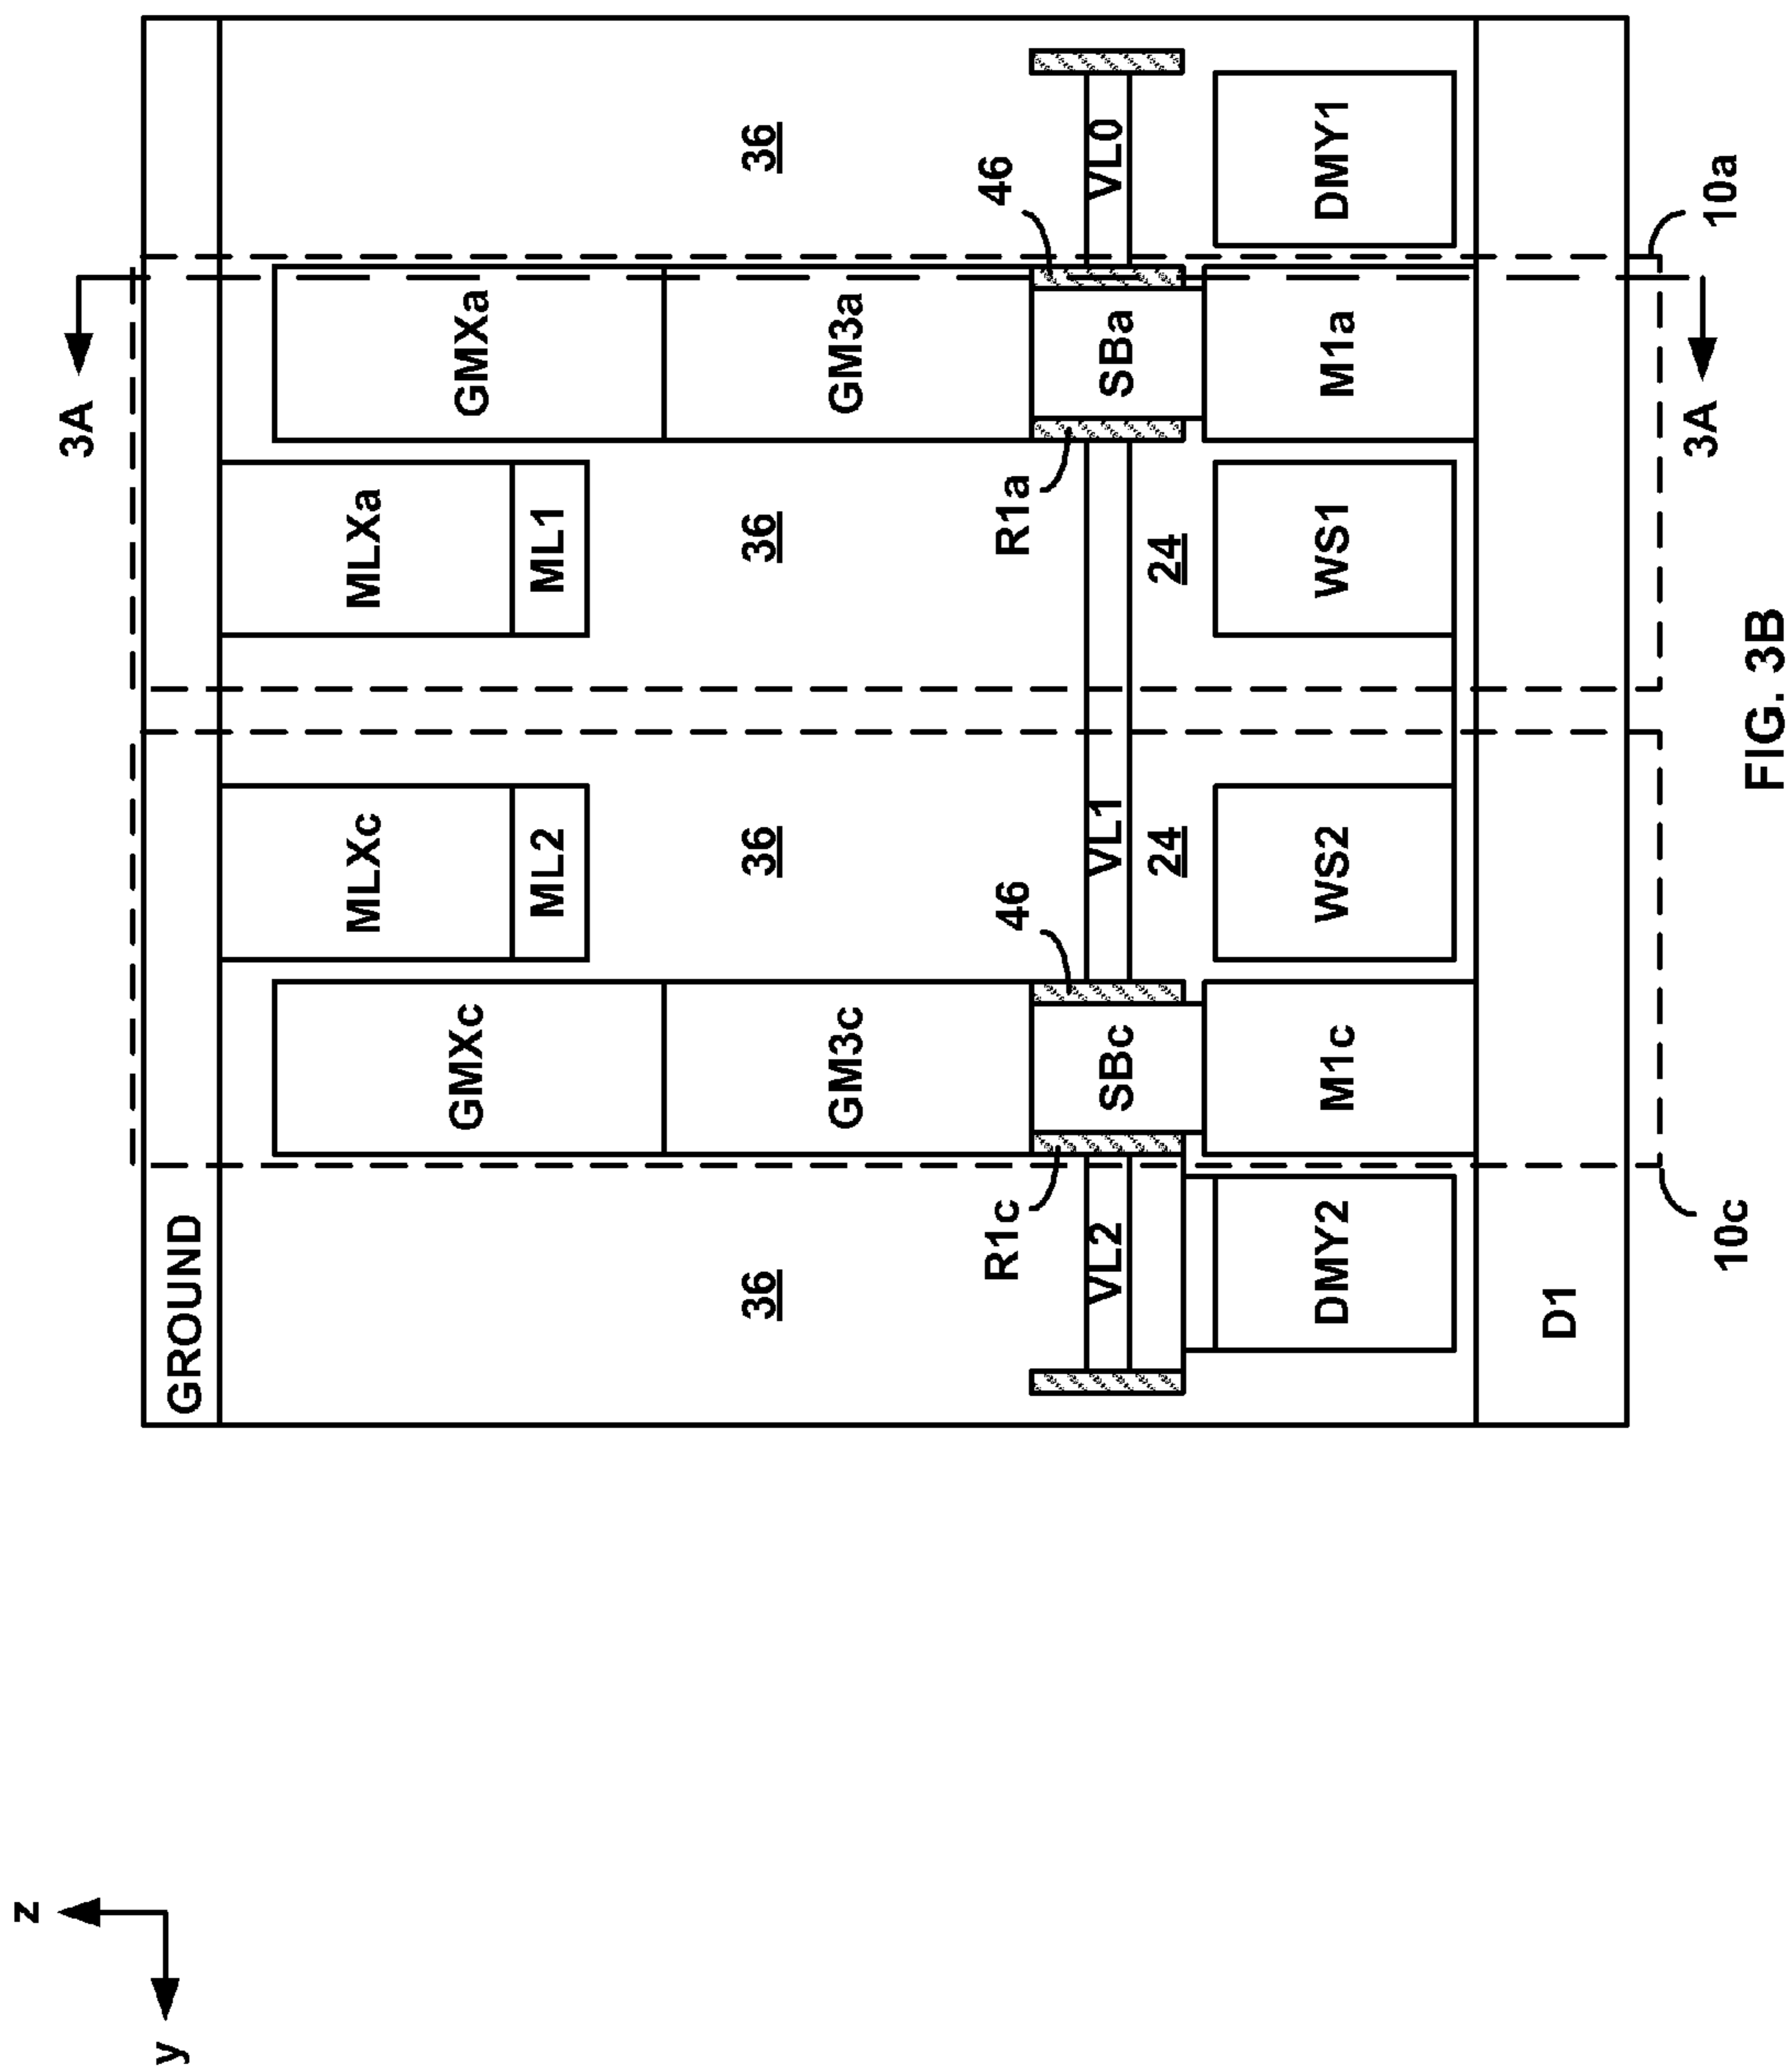 z
3A
y
GROUND
MLXc
MLXa
GMXc
GMXa
ML2
ML1
36
36
36
36
GM3c
GM3a
R1c
46
R1a
46
VL2
SBc
VL1
SBa
VL0
24
24
DMY2
M1c
WS2
WS1
M1a
DMY1
D1
10c
3A
10a
FIG. 3B